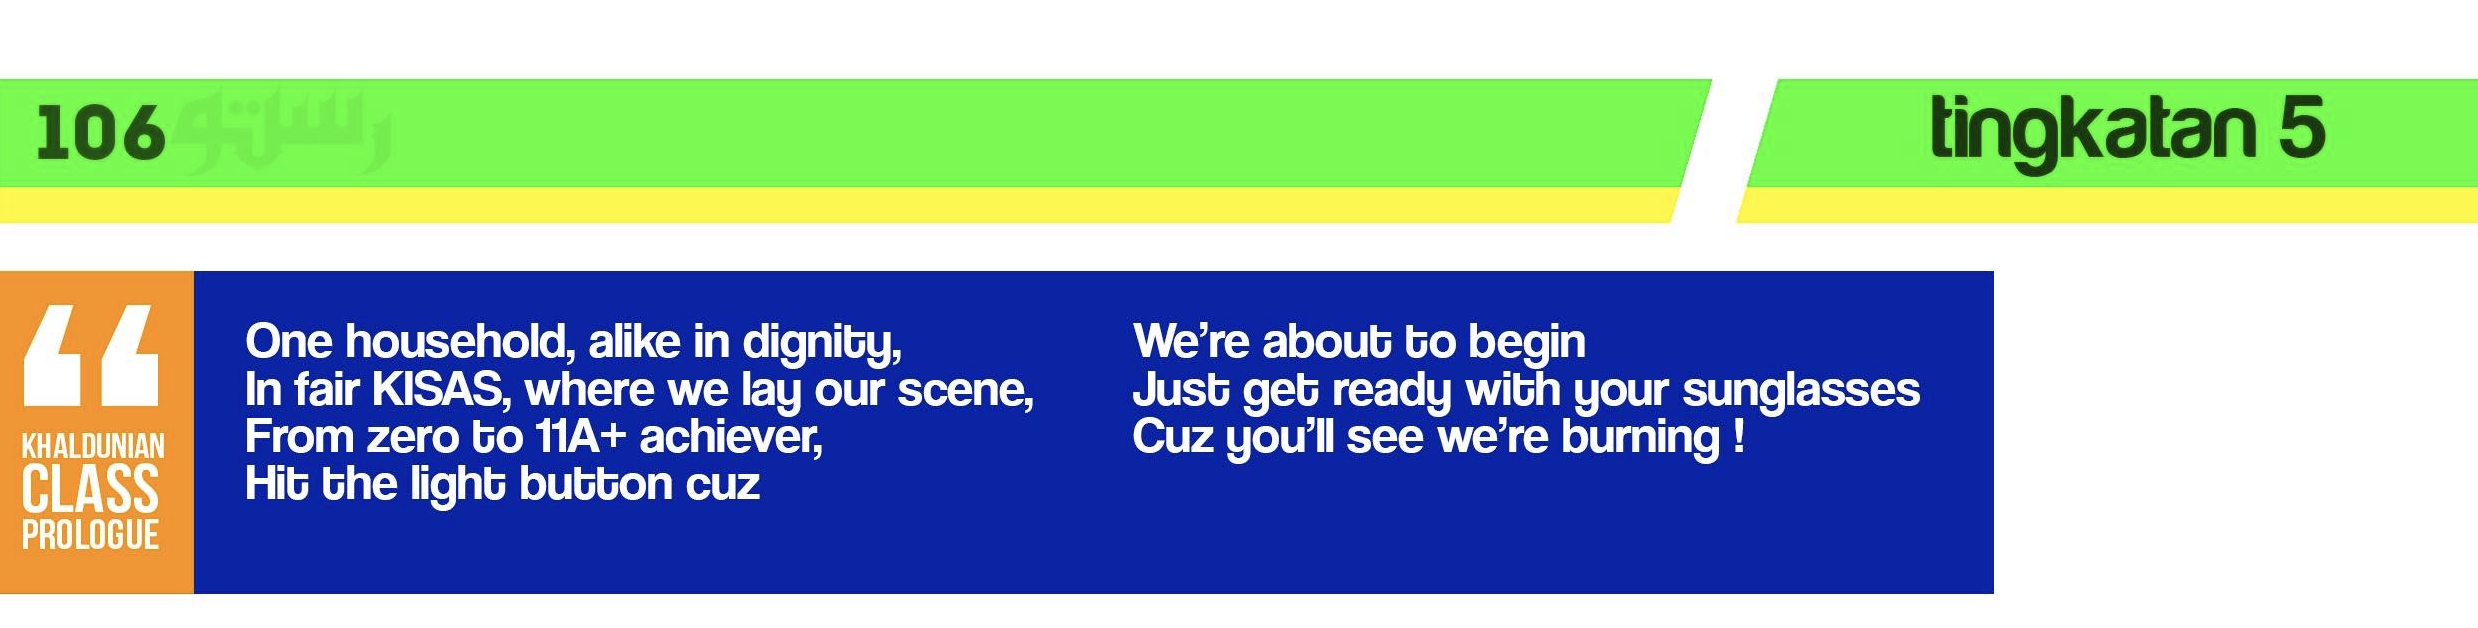 106 رستو
tingkatan 5
KHALDUNIAN
CLASS
PROLOGUE
One household, alike in dignity,
In fair KISAS, where we lay our scene,
From zero to 11A+ achiever,
Hit the light button cuz
We're about to begin
Just get ready with your sunglasses
Cuz you'll see we're burning !